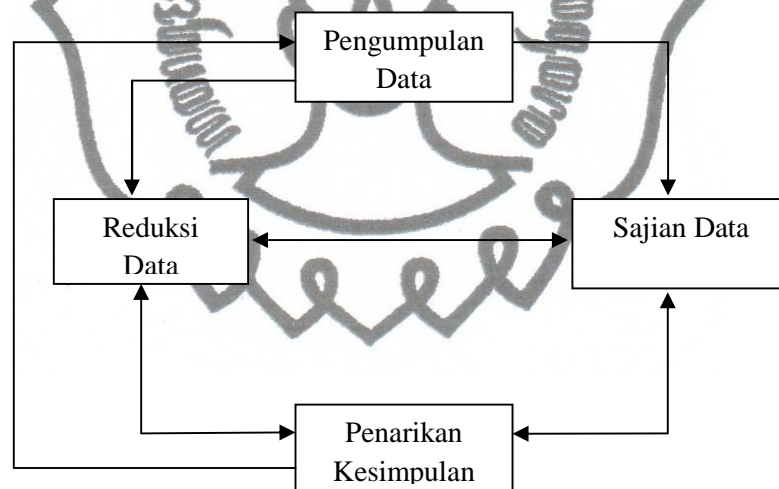 Pengumpulan
Data
Reduksi
Data
Sajian Data
Penarikan
Kesimpulan